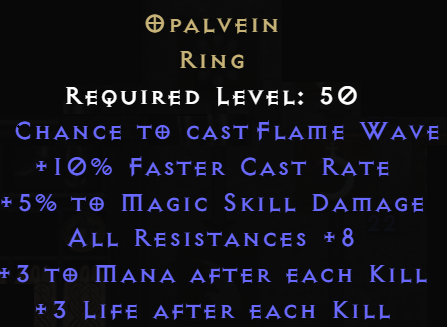 Opalvein
Ring
Required Level: 50
Chance to cast Flame Wave
+10% Faster Cast Rate
+5% to Magic Skill Damage
All Resistances +8
+3 to Mana after each Kill
+3 Life after each Kill